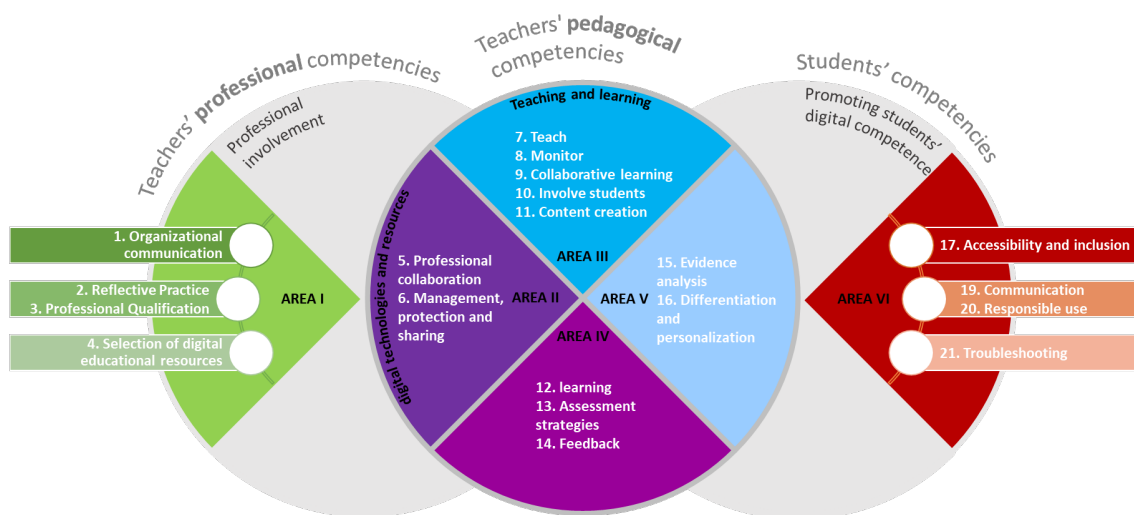 Teachers' professional competencies
Teachers' pedagogical
competencies
Students' competencies
Professional
involvement
1. Organizational
communication
2. Reflective Practice
3. Professional Qualification
4. Selection of digital
educational resources
AREA I
digital technologies and resources
5. Professional
collaboration
6. Management,
protection and
sharing
AREA II
Teaching and learning
7. Teach
8. Monitor
9. Collaborative learning
10. Involve students
11. Content creation
AREA III
AREA IV
12. learning
13. Assessment
strategies
14. Feedback
AREA V
15. Evidence
analysis
16. Differentiation
and
personalization
Promoting students'
digital competence
AREA VI
17. Accessibility and inclusion
19. Communication
20. Responsible use
21. Troubleshooting